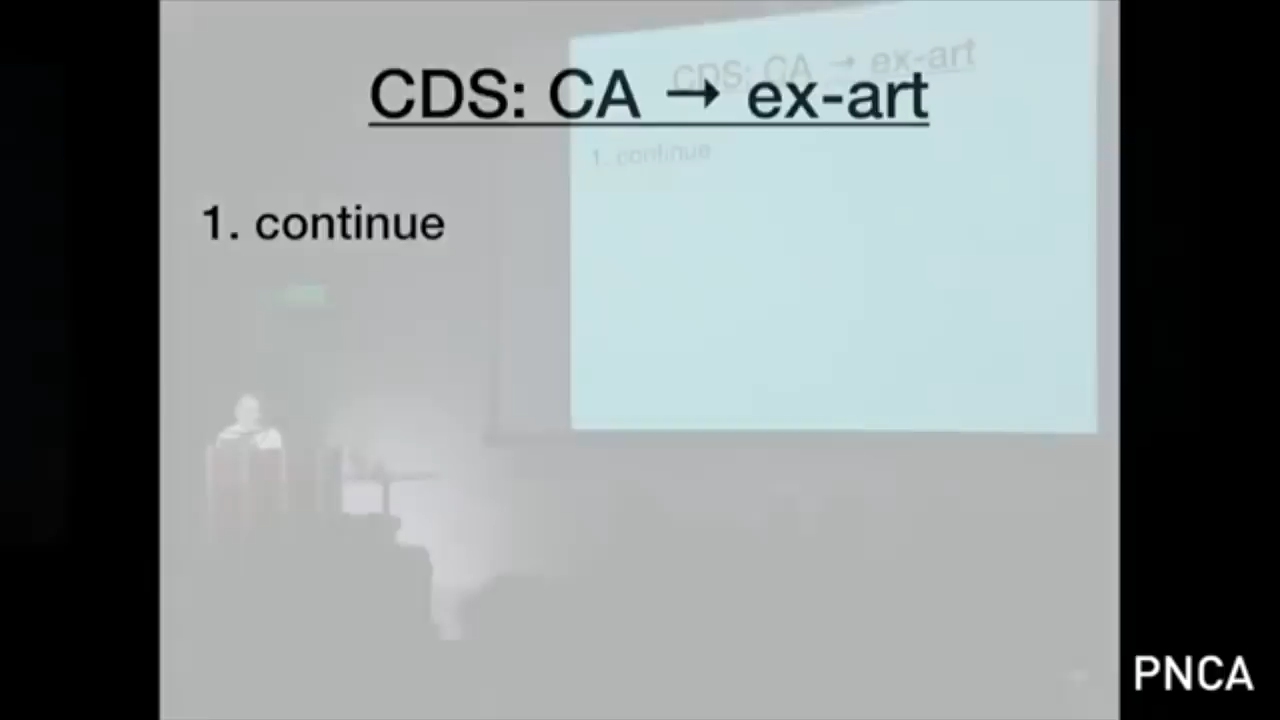 CDS: CA → ex-art
CDS: CA → ex-art
1. continue
1. continue
PNCA